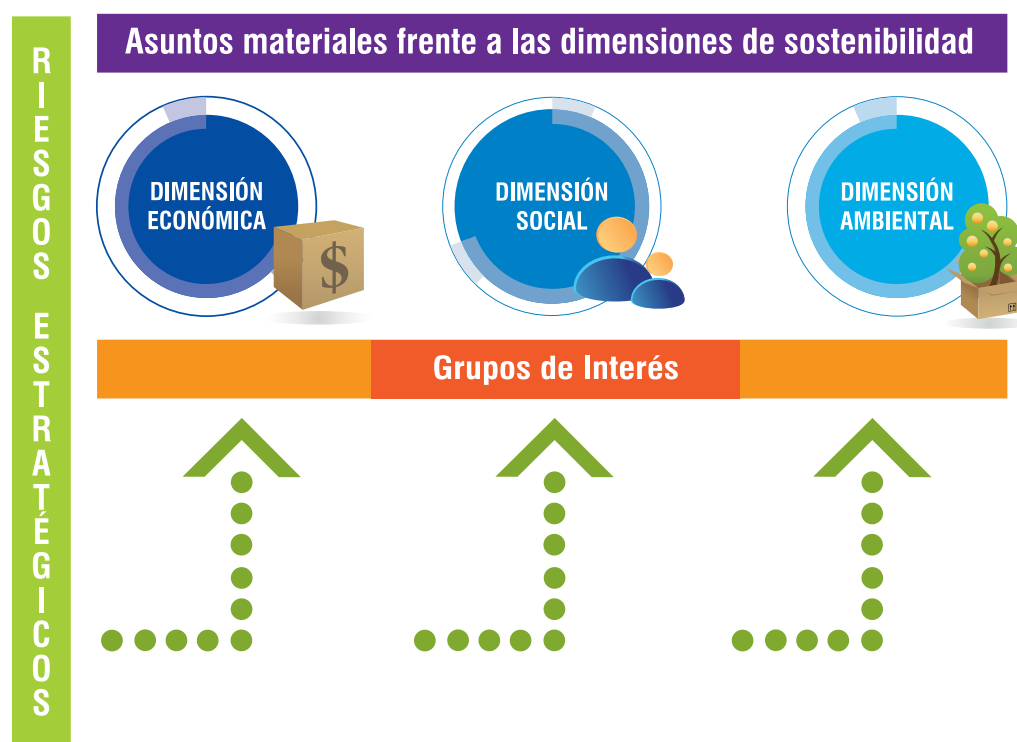 RIESGOS ESTRATÉGICOS
Asuntos materiales frente a las dimensiones de sostenibilidad
DIMENSIÓN
ECONÓMICA
$
DIMENSIÓN
SOCIAL
DIMENSIÓN
AMBIENTAL
Grupos de Interés